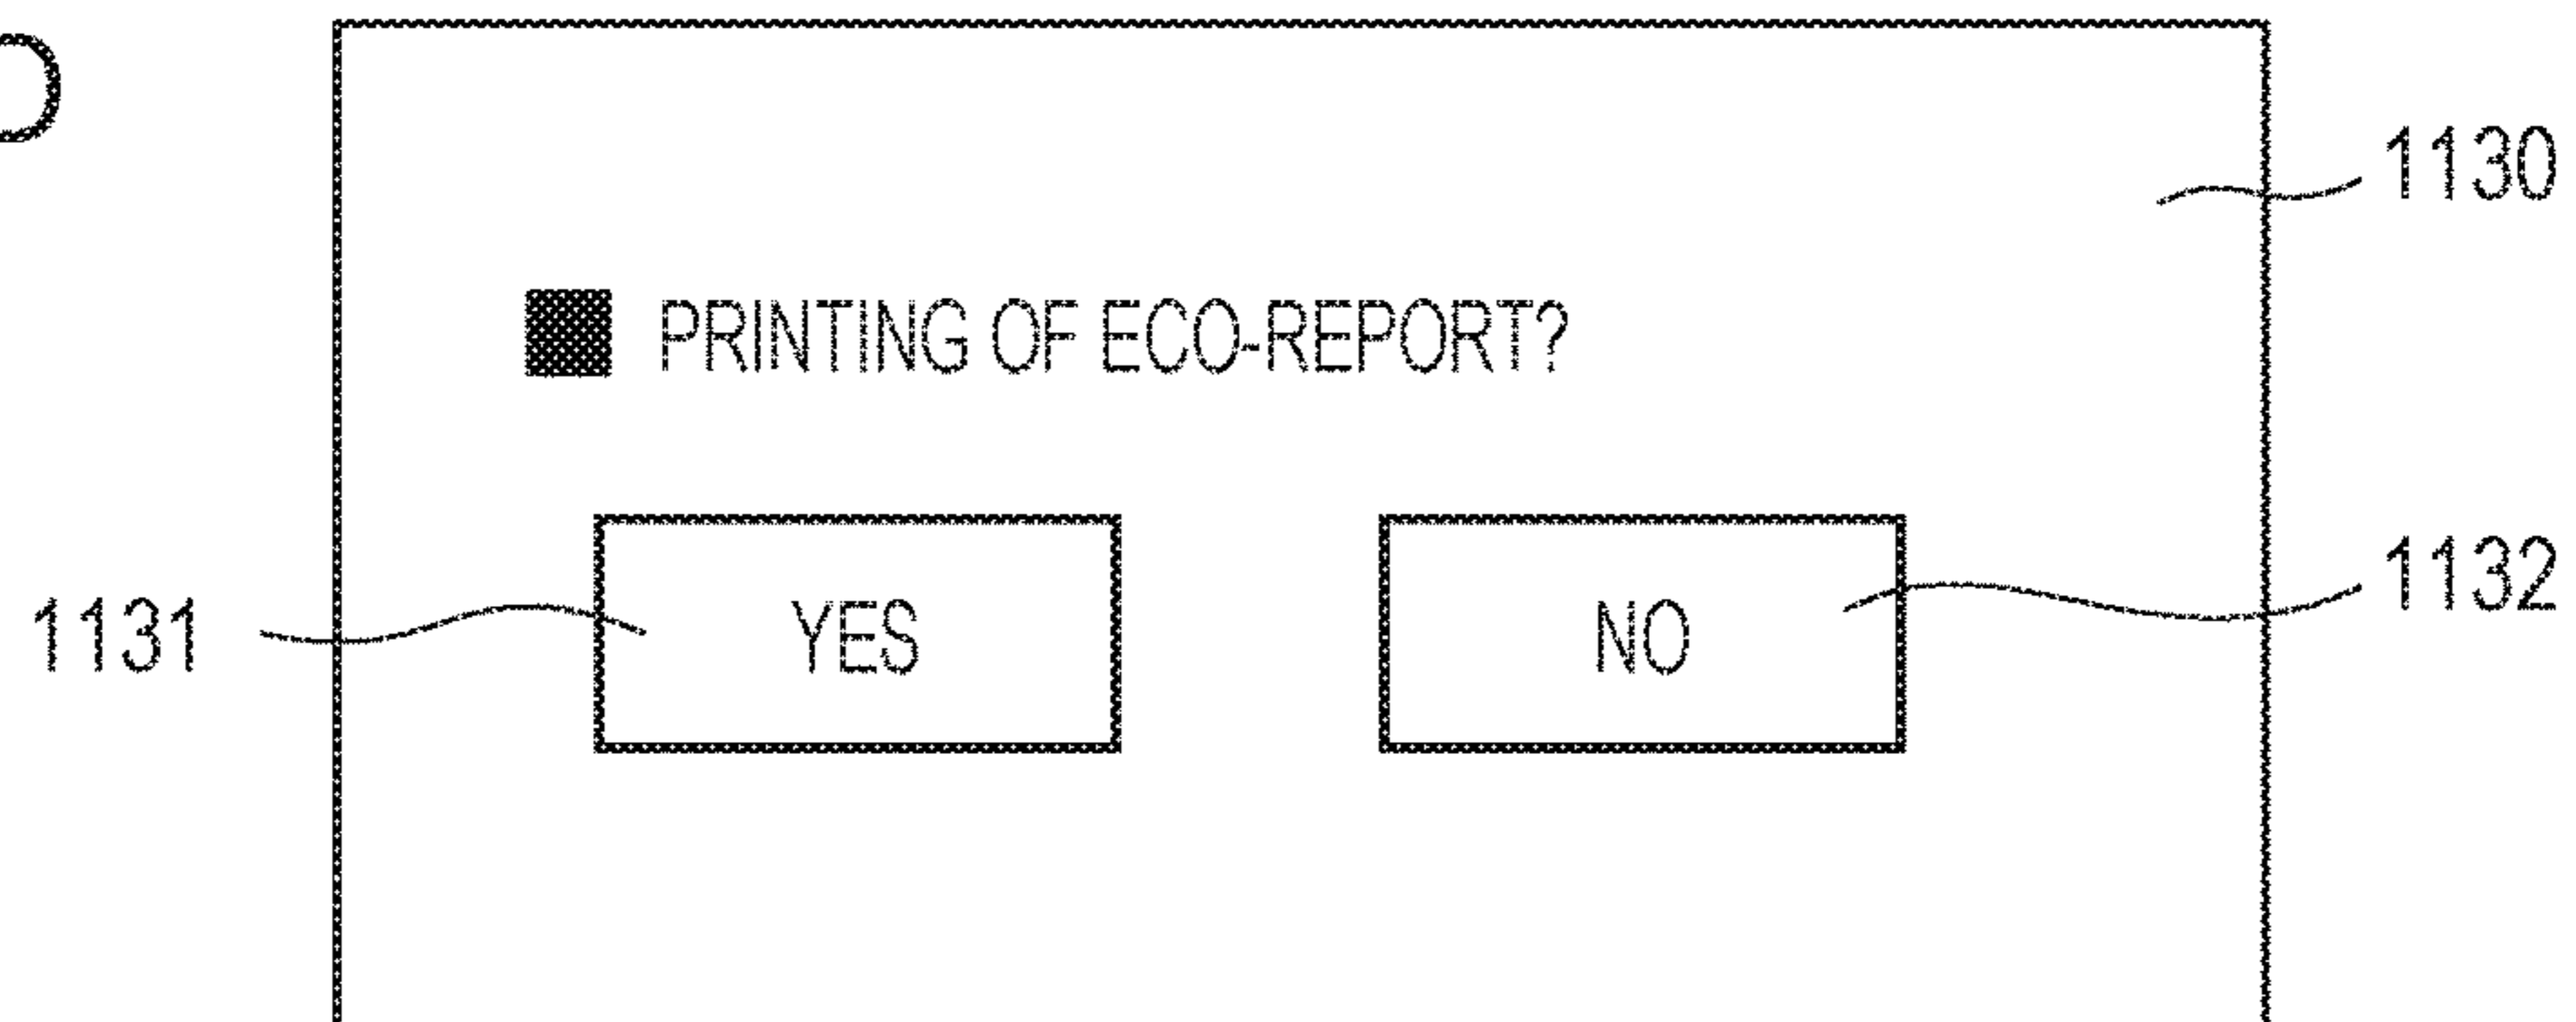 D
1130
PRINTING OF ECO-REPORT?
1131
YES
NO
1132